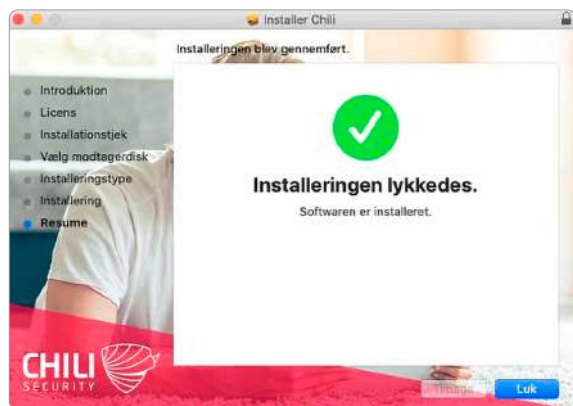 Installer Chili
Installeringen blev gennemført.
Introduktion
Licens
Installationstjek
Vælg modtagerdisk
Installeringstype
Installering
Resume
Installeringen lykkedes.
Softwaren er installeret.
CHILI
SECURITY
Tilbage
Luk